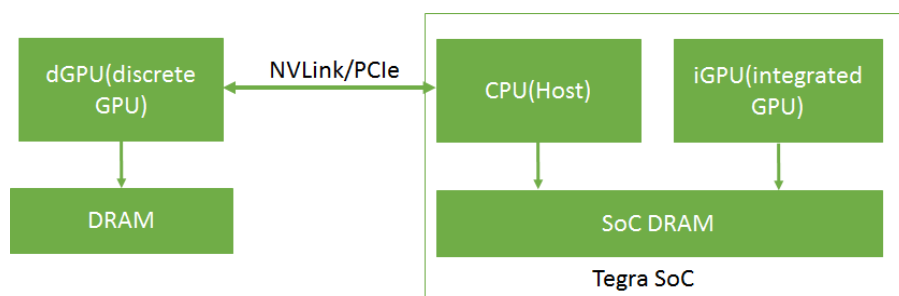 dGPU(discrete
GPU)
NVLink/PCIe
CPU(Host)
iGPU(integrated
GPU)
DRAM
SoC DRAM
Tegra SoC